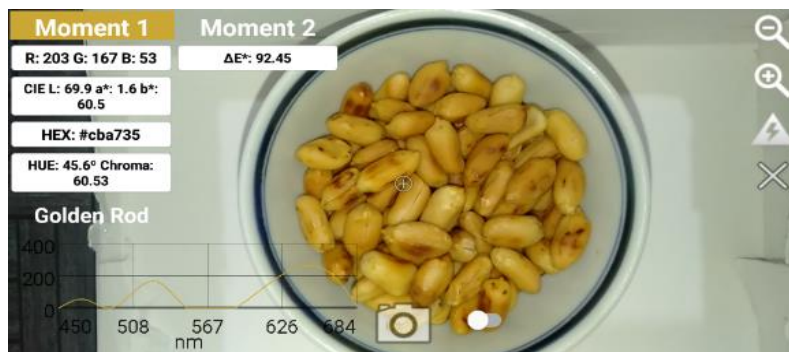 Moment 1
Moment 2
R: 203 G: 167 B: 53
ΔE*: 92.45
CIE L: 69.9 a*: 1.6 b*:
60.5
HEX: #cba735
HUE: 45.6º Chroma:
60.53
Golden Rod
400
200
0
450 508 567 626 684
nm